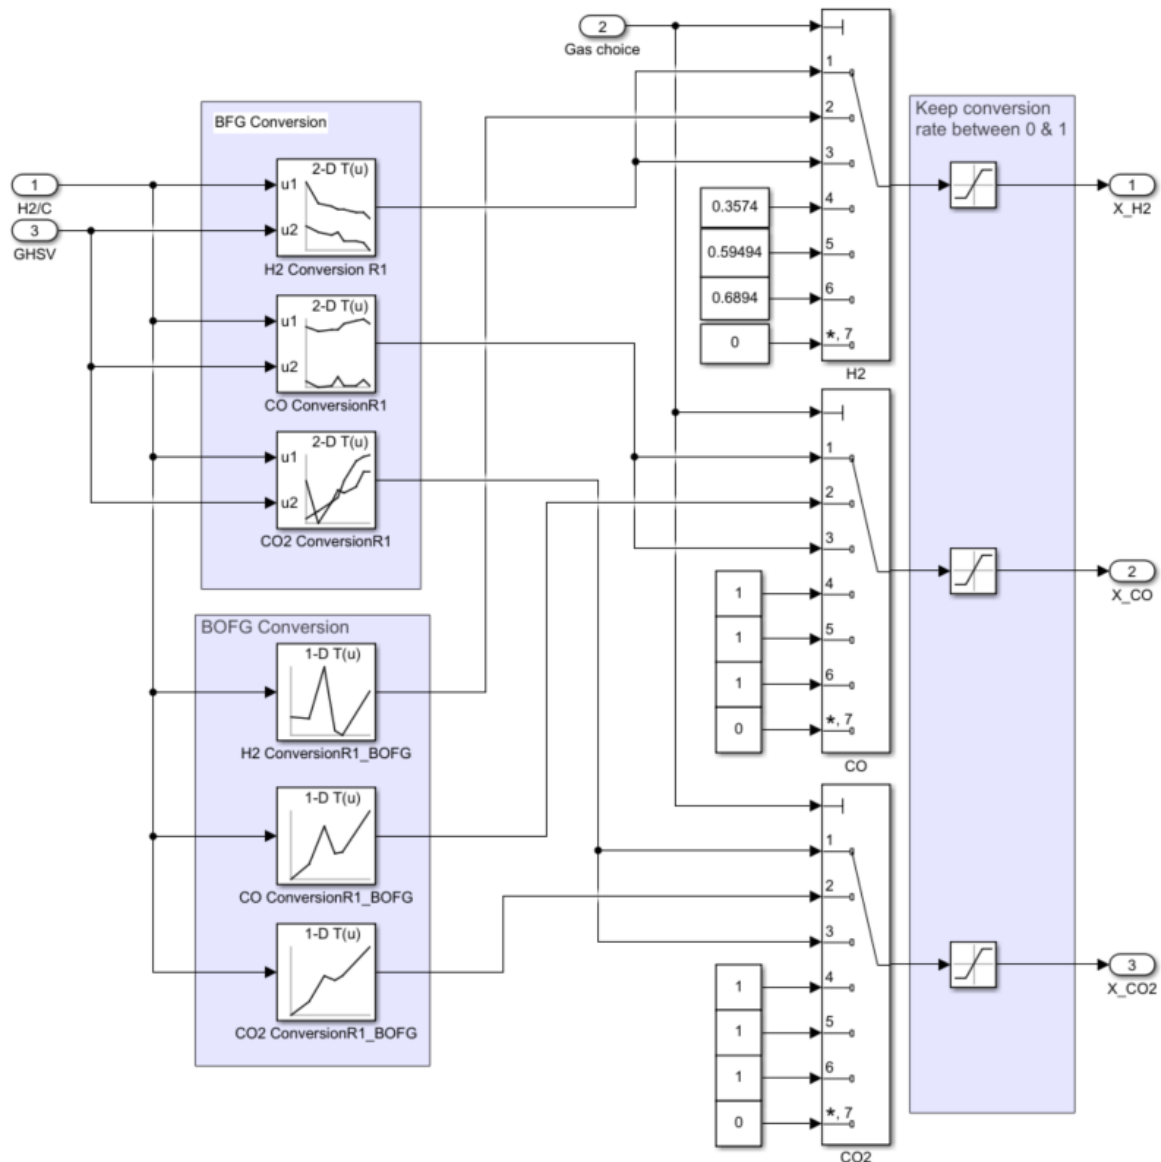 2
Gas choice
1
H2/C
3
GHSV
BFG Conversion
2-D T(u)
u1
u2
H2 Conversion R1
2-D T(u)
u1
u2
CO ConversionR1
2-D T(u)
u1
u2
CO2 ConversionR1
BOFG Conversion
1-D T(u)
H2 ConversionR1_BOFG
1-D T(u)
CO ConversionR1_BOFG
1-D T(u)
CO2 ConversionR1_BOFG
0.3574
0.59494
0.6894
0
1
2
3
4
5
6
*, 7
H2
1
1
1
0
1
2
3
4
5
6
*, 7
CO
1
1
1
0
1
2
3
4
5
6
*, 7
CO2
Keep conversion
rate between 0 & 1
1
X_H2
2
X_CO
3
X_CO2